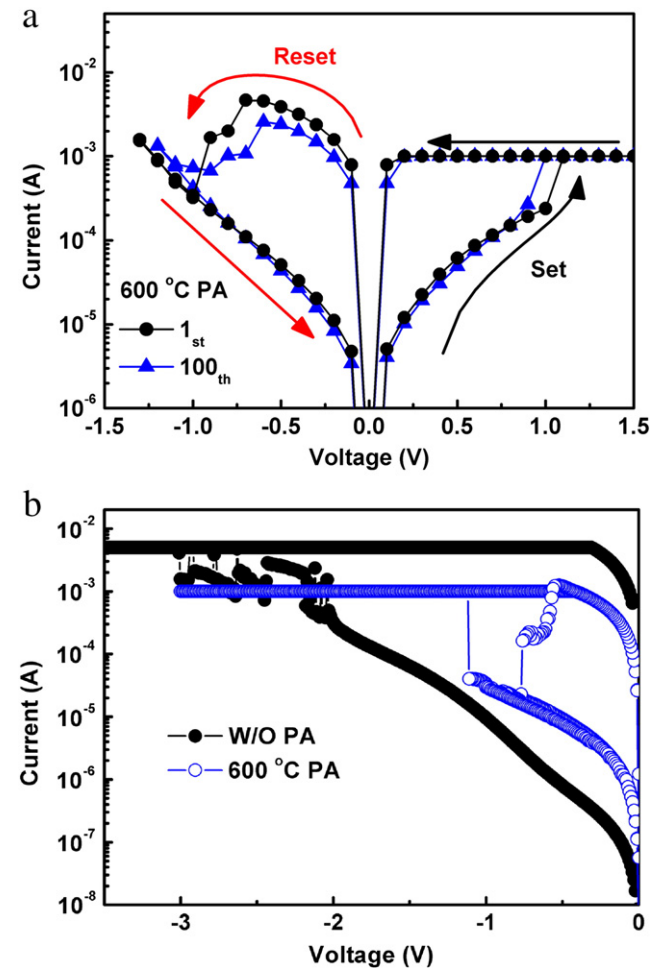 a
Reset
Set
600 °C PA
1st
100th
10⁻²
10⁻³
10⁻⁴
10⁻⁵
10⁻⁶
Current (A)
-1.5 -1.0 -0.5 0.0 0.5 1.0 1.5
Voltage (V)
b
W/O PA
600 °C PA
10⁻²
10⁻³
10⁻⁴
10⁻⁵
10⁻⁶
10⁻⁷
10⁻⁸
Current (A)
-3 -2 -1 0
Voltage (V)